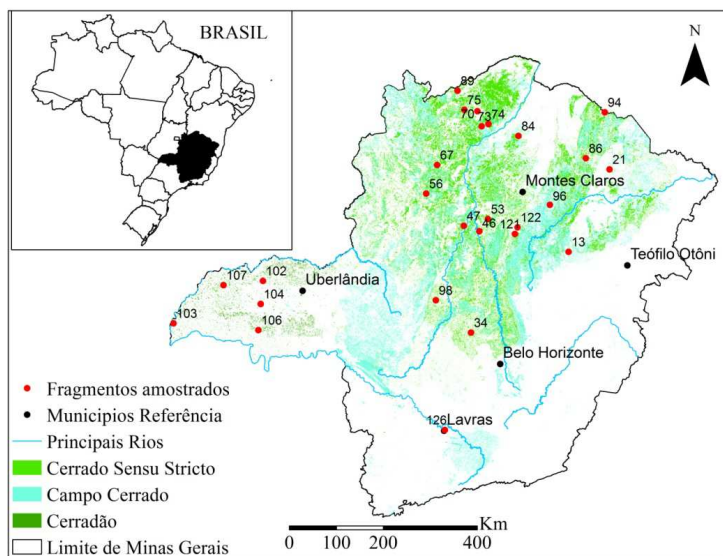 BRASIL
N
89
75
70
73
74
94
84
86
21
67
56
Montes Claros
96
53
47
46
121
122
13
Teófilo Otôni
107
102
Uberlândia
104
98
103
106
34
Belo Horizonte
126
Lavras
Fragmentos amostrados
Municipios Referência
Principais Rios
Cerrado Sensu Stricto
Campo Cerrado
Cerradão
Limite de Minas Gerais
Km
0 100 200 400